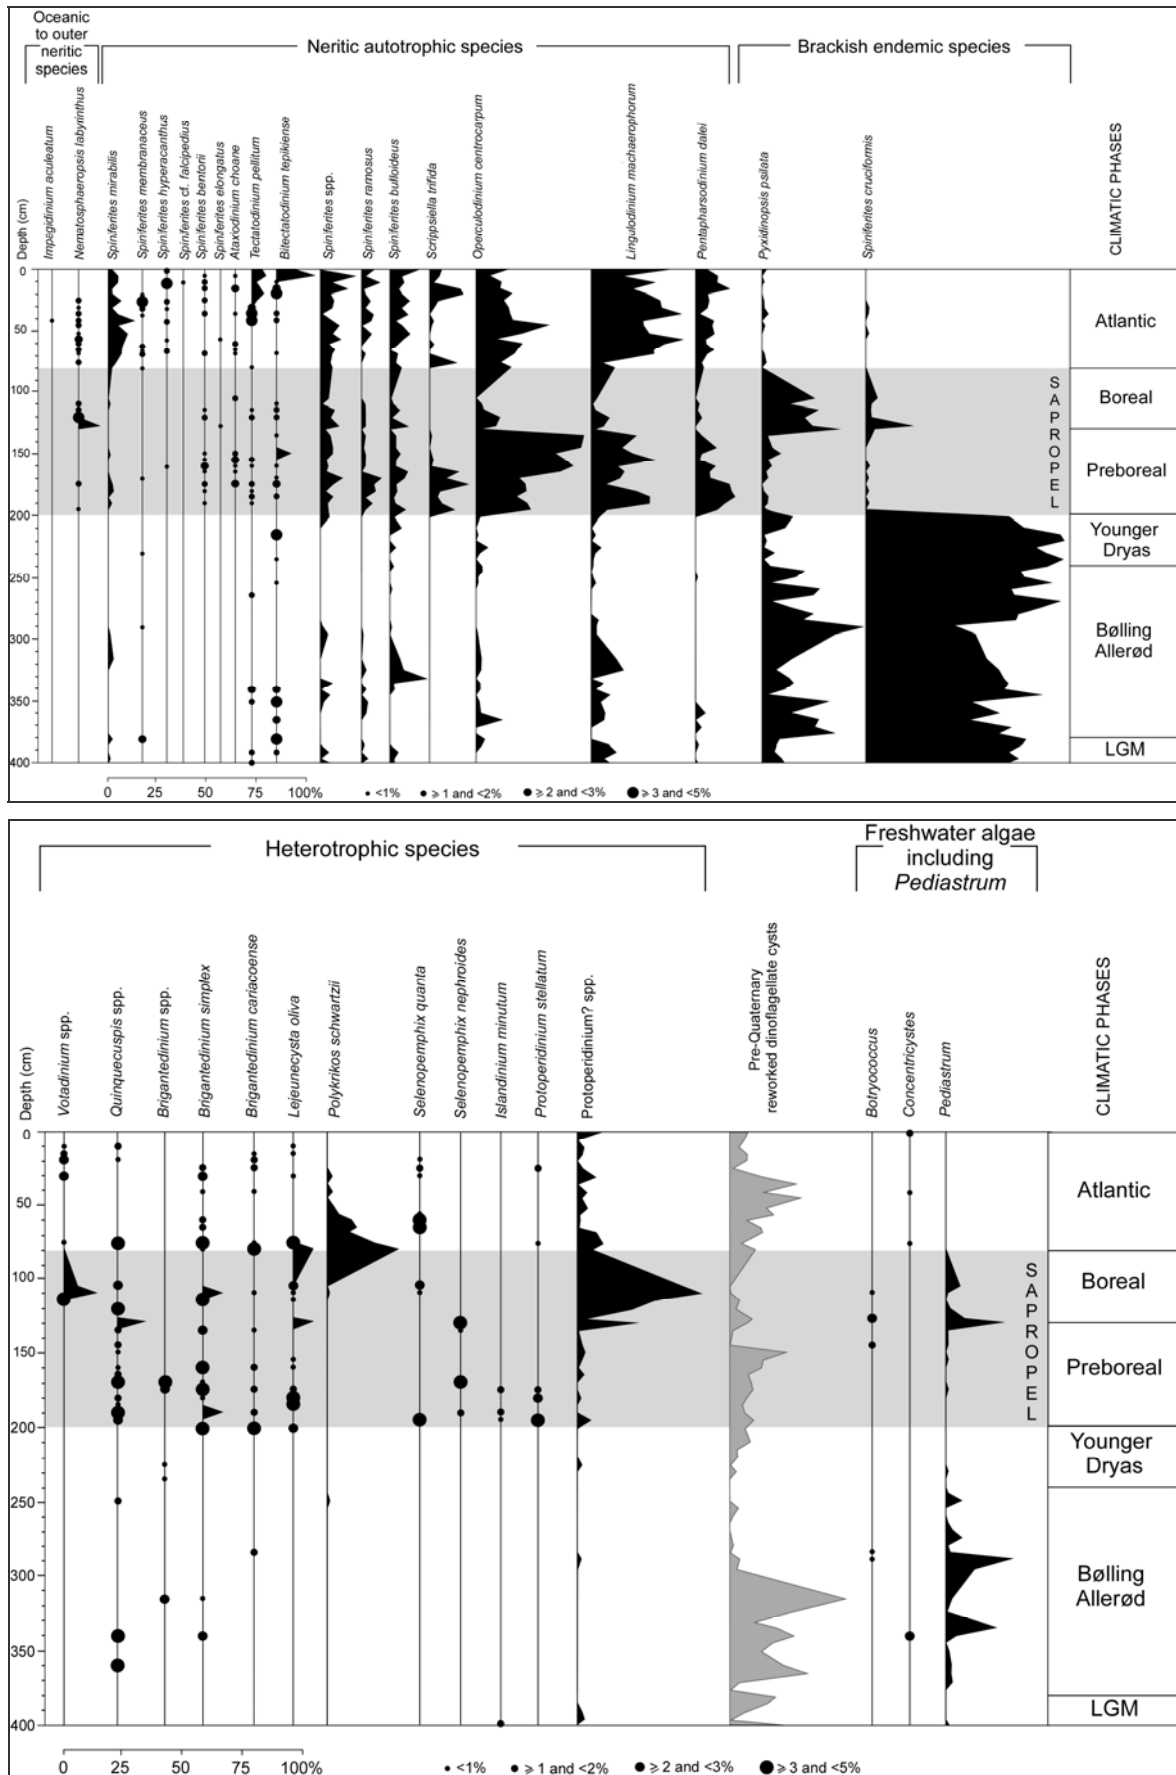 Oceanic
to outer
neritic
species
Neritic autotrophic species
Brackish endemic species
Depth (cm)
Impegidinium aculeatum
Nematosphaeropsis labyrinthus
Spiniferites mirabilis
Spiniferites membranaceus
Spiniferites hyperacanthus
Spiniferites cf. falcipedius
Spiniferites bentorii
Spiniferites elongatus
Ataxiodinium choane
Tectatodinium pellitum
Bitectatodinium tepikiense
Spiniferites spp.
Spiniferites ramosus
Spiniferites bulloideus
Scrippsiella trifida
Operculodinium centrocarpum
Lingulodinium machaerophorum
Pentapharsodinium dalei
Pyxidinopsis psilata
Spiniferites cruciformis
CLIMATIC PHASES
0
50
100
150
200
250
300
350
400
Atlantic
Boreal
Preboreal
Younger
Dryas
Bølling
Allerød
LGM
SAPROPEL
0 25 50 75 100%
<1% ⩾ 1 and <2% ⩾ 2 and <3% ⩾ 3 and <5%
Heterotrophic species
Freshwater algae
including
Pediastrum
Depth (cm)
Votadinium spp.
Quinquecuspis spp.
Brigantedinium spp.
Brigantedinium simplex
Brigantedinium cariacoense
Lejeunecysta oliva
Polykrikos schwartzii
Selenopemphix quanta
Selenopemphix nephroides
Islandinium minutum
Protoperidinium stellatum
Protoperidinium? spp.
Pre-Quaternary
reworked dinoflagellate cysts
Botryococcus
Concentricystes
Pediastrum
CLIMATIC PHASES
0
50
100
150
200
250
300
350
400
Atlantic
Boreal
Preboreal
Younger
Dryas
Bølling
Allerød
LGM
SAPROPEL
0 25 50 75 100%
<1% ⩾ 1 and <2% ⩾ 2 and <3% ⩾ 3 and <5%